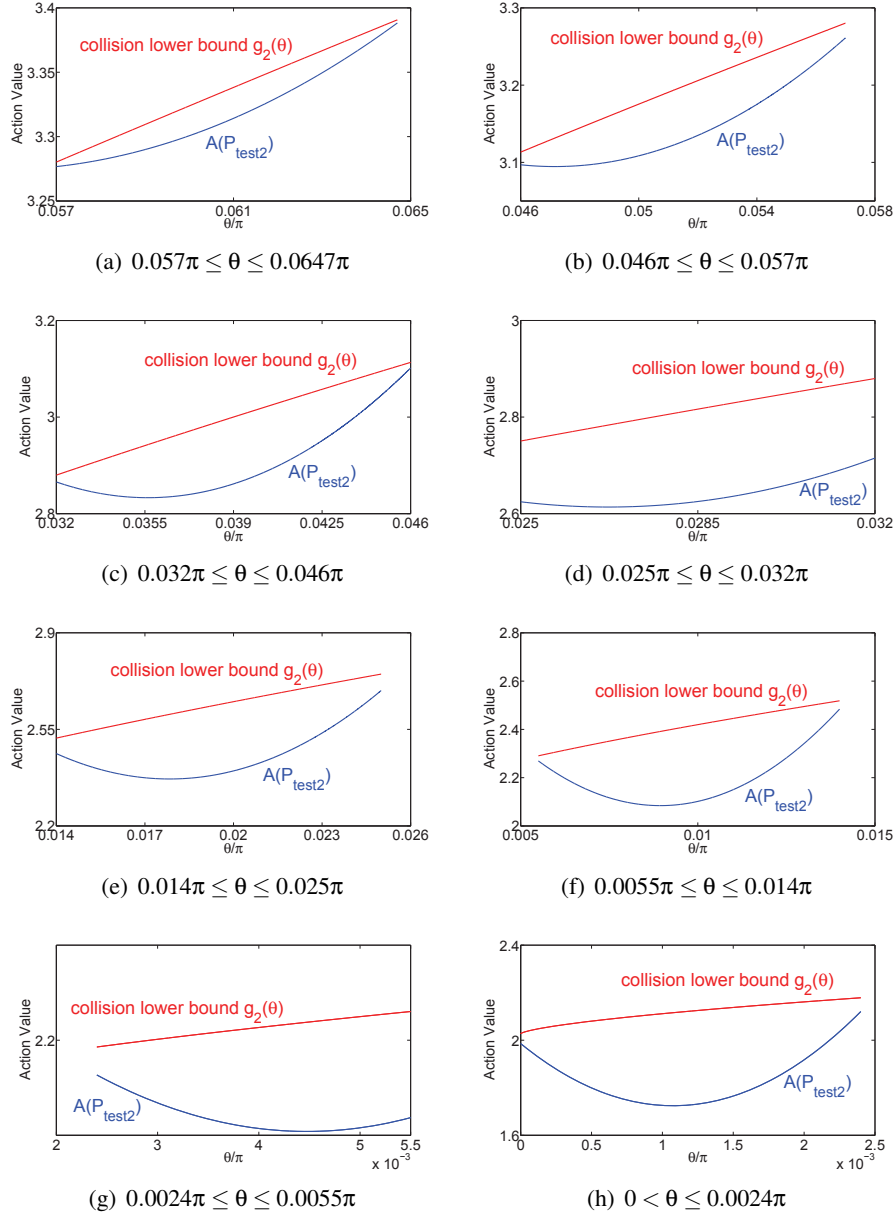 3.4
3.35
3.3
3.25
Action Value
collision lower bound g₂(θ)
A(P_test2)
0.057
0.061
0.065
θ/π
(a) 0.057π ≤ θ ≤ 0.0647π
3.3
3.2
3.1
Action Value
collision lower bound g₂(θ)
A(P_test2)
0.046
0.05
0.054
0.058
θ/π
(b) 0.046π ≤ θ ≤ 0.057π
3.2
3
2.8
Action Value
collision lower bound g₂(θ)
A(P_test2)
0.032
0.0355
0.039
0.0425
0.046
θ/π
(c) 0.032π ≤ θ ≤ 0.046π
3
2.8
2.6
Action Value
collision lower bound g₂(θ)
A(P_test2)
0.025
0.0285
0.032
θ/π
(d) 0.025π ≤ θ ≤ 0.032π
2.9
2.55
2.2
Action Value
collision lower bound g₂(θ)
A(P_test2)
0.014
0.017
0.02
0.023
0.026
θ/π
(e) 0.014π ≤ θ ≤ 0.025π
2.8
2.6
2.4
2.2
2
Action Value
collision lower bound g₂(θ)
A(P_test2)
0.005
0.01
0.015
θ/π
(f) 0.0055π ≤ θ ≤ 0.014π
2.2
Action Value
collision lower bound g₂(θ)
A(P_test2)
2
3
4
5
5.5
x 10⁻³
θ/π
(g) 0.0024π ≤ θ ≤ 0.0055π
2.4
2
1.6
Action Value
collision lower bound g₂(θ)
A(P_test2)
0
0.5
1
1.5
2
2.5
x 10⁻³
θ/π
(h) 0 < θ ≤ 0.0024π